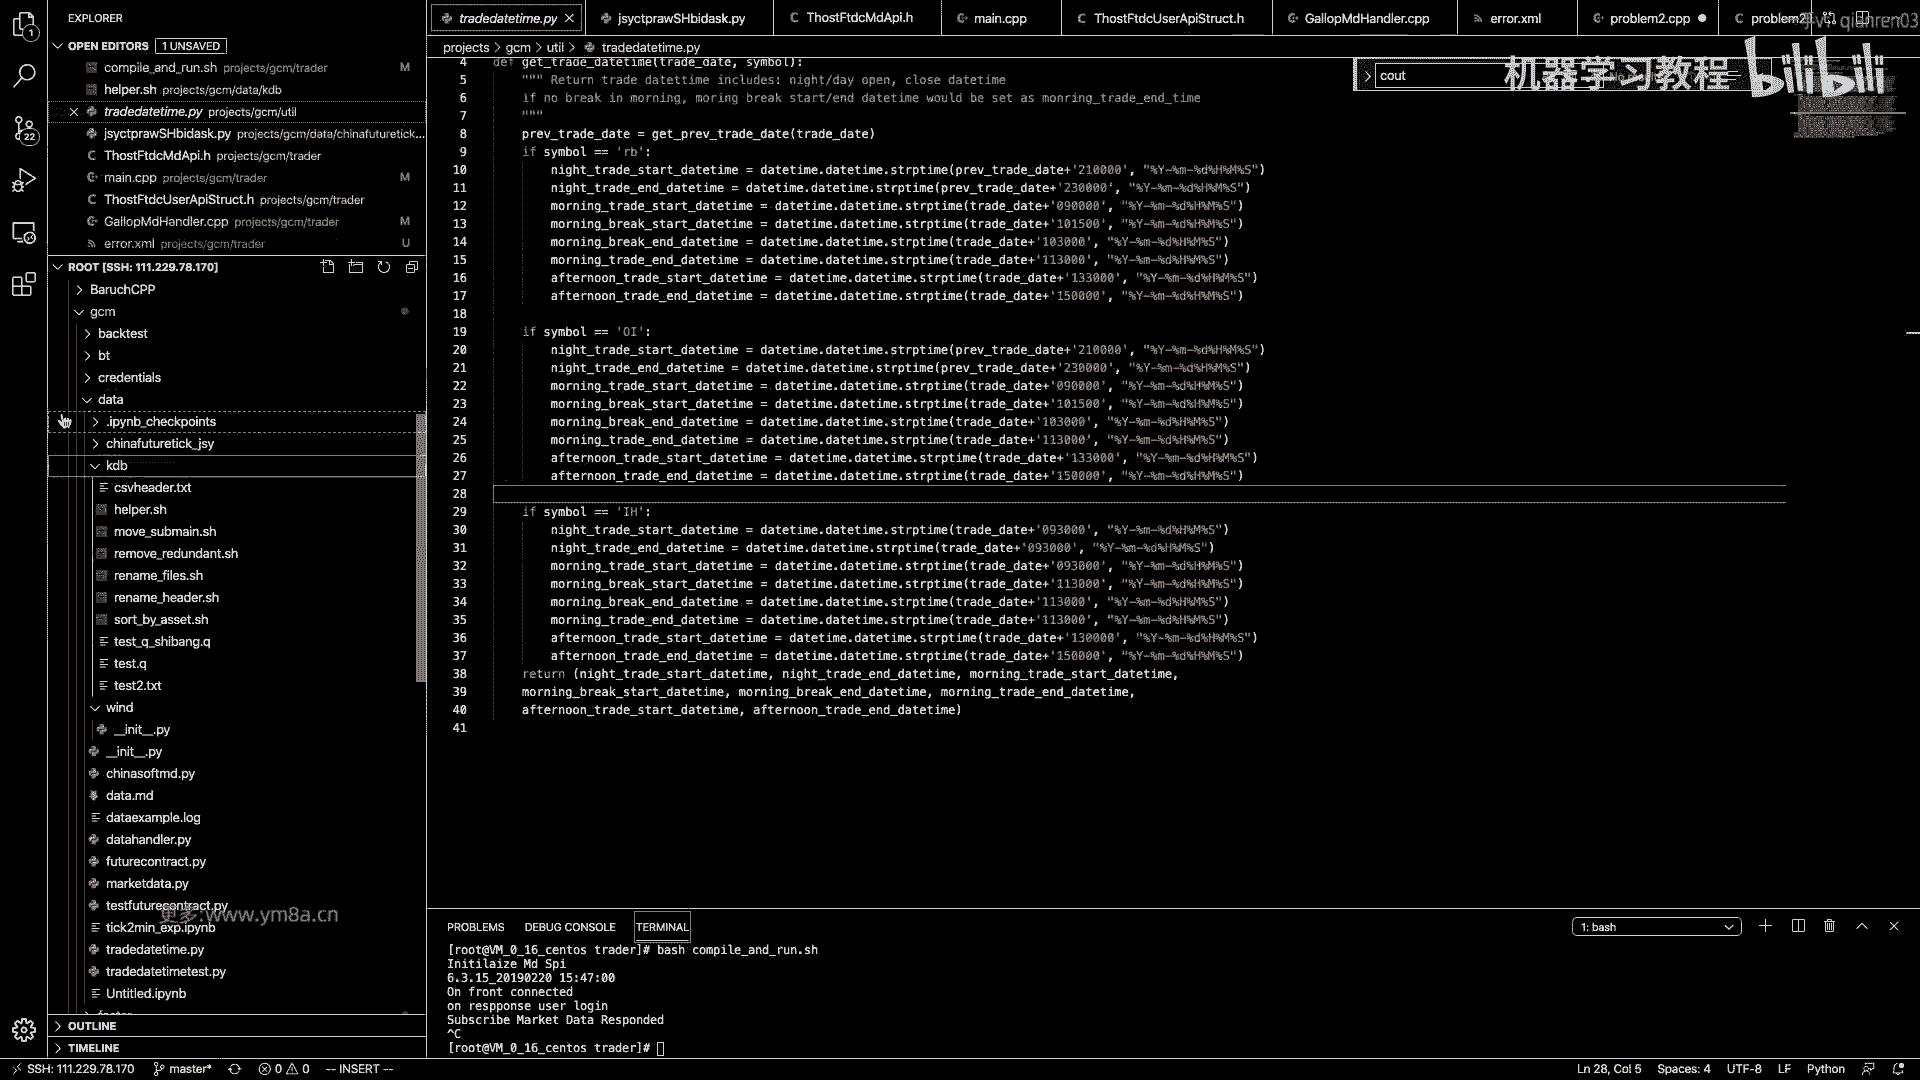 EXPLORER
OPEN EDITORS 1 UNSAVED
compile_and_run.sh projects/gcm/trader M
helper.sh projects/gcm/data/kdb
tradedatetime.py projects/gcm/util
jsyctprawSHbidask.py projects/gcm/data/chinafuturetick...
ThostFtdcMdApi.h projects/gcm/trader
main.cpp projects/gcm/trader M
ThostFtdcUserApiStruct.h projects/gcm/trader
GallopMdHandler.cpp projects/gcm/trader M
error.xml projects/gcm/trader U
ROOT [SSH: 111.229.78.170]
BaruchCPP
gcm
backtest
bt
credentials
data
.ipynb_checkpoints
chinafuturetick_jsy
kdb
csvheader.txt
helper.sh
move_submain.sh
remove_redundant.sh
rename_files.sh
rename_header.sh
sort_by_asset.sh
test_q_shibang.q
test.q
test2.txt
wind
__init__.py
__init__.py
chinasoftmd.py
data.md
dataexample.log
datahandler.py
futurecontract.py
marketdata.py
testfuturecontract.py
更多:www.ym8a.cn
tick2min_exp.ipynb
tradedatetime.py
tradedatetimetest.py
Untitled.ipynb
OUTLINE
TIMELINE
tradedatetime.py jsyctprawSHbidask.py ThostFtdcMdApi.h main.cpp ThostFtdcUserApiStruct.h GallopMdHandler.cpp error.xml problem2.cpp problem2
qianren03
projects > gcm > util > tradedatetime.py
cout
机器学习教程 bilibili
4 def get_trade_datetime(trade_date, symbol):
5 """ Return trade datettime includes: night/day open, close datetime
6 if no break in morning, moring break start/end datetime would be set as monring_trade_end_time
7 """
8 prev_trade_date = get_prev_trade_date(trade_date)
9 if symbol == 'rb':
10 night_trade_start_datetime = datetime.datetime.strptime(prev_trade_date+'210000', "%Y-%m-%d%H%M%S")
11 night_trade_end_datetime = datetime.datetime.strptime(prev_trade_date+'230000', "%Y-%m-%d%H%M%S")
12 morning_trade_start_datetime = datetime.datetime.strptime(trade_date+'090000', "%Y-%m-%d%H%M%S")
13 morning_break_start_datetime = datetime.datetime.strptime(trade_date+'101500', "%Y-%m-%d%H%M%S")
14 morning_break_end_datetime = datetime.datetime.strptime(trade_date+'103000', "%Y-%m-%d%H%M%S")
15 morning_trade_end_datetime = datetime.datetime.strptime(trade_date+'113000', "%Y-%m-%d%H%M%S")
16 afternoon_trade_start_datetime = datetime.datetime.strptime(trade_date+'133000', "%Y-%m-%d%H%M%S")
17 afternoon_trade_end_datetime = datetime.datetime.strptime(trade_date+'150000', "%Y-%m-%d%H%M%S")
18
19 if symbol == 'OI':
20 night_trade_start_datetime = datetime.datetime.strptime(prev_trade_date+'210000', "%Y-%m-%d%H%M%S")
21 night_trade_end_datetime = datetime.datetime.strptime(prev_trade_date+'230000', "%Y-%m-%d%H%M%S")
22 morning_trade_start_datetime = datetime.datetime.strptime(trade_date+'090000', "%Y-%m-%d%H%M%S")
23 morning_break_start_datetime = datetime.datetime.strptime(trade_date+'101500', "%Y-%m-%d%H%M%S")
24 morning_break_end_datetime = datetime.datetime.strptime(trade_date+'103000', "%Y-%m-%d%H%M%S")
25 morning_trade_end_datetime = datetime.datetime.strptime(trade_date+'113000', "%Y-%m-%d%H%M%S")
26 afternoon_trade_start_datetime = datetime.datetime.strptime(trade_date+'133000', "%Y-%m-%d%H%M%S")
27 afternoon_trade_end_datetime = datetime.datetime.strptime(trade_date+'150000', "%Y-%m-%d%H%M%S")
28
29 if symbol == 'IH':
30 night_trade_start_datetime = datetime.datetime.strptime(trade_date+'093000', "%Y-%m-%d%H%M%S")
31 night_trade_end_datetime = datetime.datetime.strptime(trade_date+'093000', "%Y-%m-%d%H%M%S")
32 morning_trade_start_datetime = datetime.datetime.strptime(trade_date+'093000', "%Y-%m-%d%H%M%S")
33 morning_break_start_datetime = datetime.datetime.strptime(trade_date+'113000', "%Y-%m-%d%H%M%S")
34 morning_break_end_datetime = datetime.datetime.strptime(trade_date+'113000', "%Y-%m-%d%H%M%S")
35 morning_trade_end_datetime = datetime.datetime.strptime(trade_date+'113000', "%Y-%m-%d%H%M%S")
36 afternoon_trade_start_datetime = datetime.datetime.strptime(trade_date+'130000', "%Y-%m-%d%H%M%S")
37 afternoon_trade_end_datetime = datetime.datetime.strptime(trade_date+'150000', "%Y-%m-%d%H%M%S")
38 return (night_trade_start_datetime, night_trade_end_datetime, morning_trade_start_datetime,
39 morning_break_start_datetime, morning_break_end_datetime, morning_trade_end_datetime,
40 afternoon_trade_start_datetime, afternoon_trade_end_datetime)
41
PROBLEMS DEBUG CONSOLE TERMINAL 1: bash
[root@VM_0_16_centos trader]# bash compile_and_run.sh
Initilaize Md Spi
6.3.15_20190220 15:47:00
On front connected
on respponse user login
Subscribe Market Data Responded
^C
[root@VM_0_16_centos trader]#
SSH: 111.229.78.170 master* 0 0 -- INSERT -- Ln 28, Col 5 Spaces: 4 UTF-8 LF Python